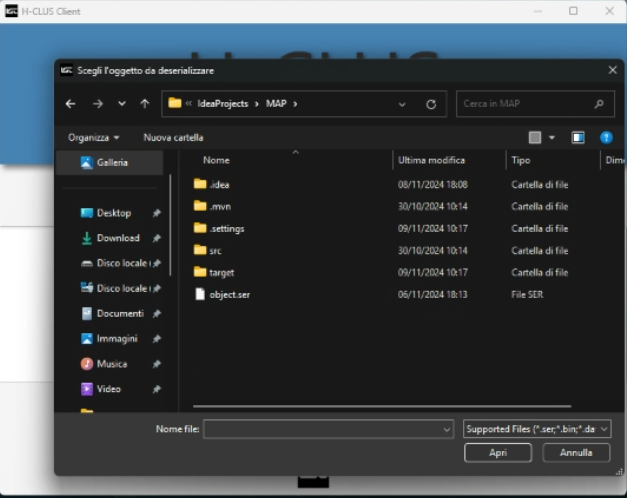 H-CLUS Client
H-CLUS
Scegli l'oggetto da deserializzare
« IdeaProjects › MAP ›
Cerca in MAP
Organizza
Nuova cartella
Galleria
Nome Ultima modifica Tipo Dim
.idea 08/11/2024 18:08 Cartella di file
.mvn 30/10/2024 10:14 Cartella di file
.settings 09/11/2024 10:17 Cartella di file
src 30/10/2024 10:14 Cartella di file
target 09/11/2024 10:17 Cartella di file
object.ser 06/11/2024 18:13 File SER
Desktop
Download
Disco locale (
Disco locale (
Documenti
Immagini
Musica
Video
Nome file:
Supported Files (*.ser;*.bin;*.da
Apri
Annulla